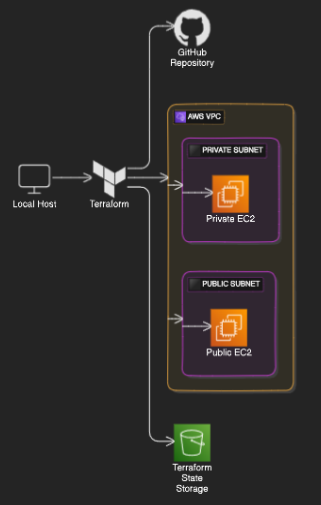 GitHub
Repository
AWS VPC
PRIVATE SUBNET
Private EC2
Local Host
Terraform
PUBLIC SUBNET
Public EC2
Terraform
State
Storage